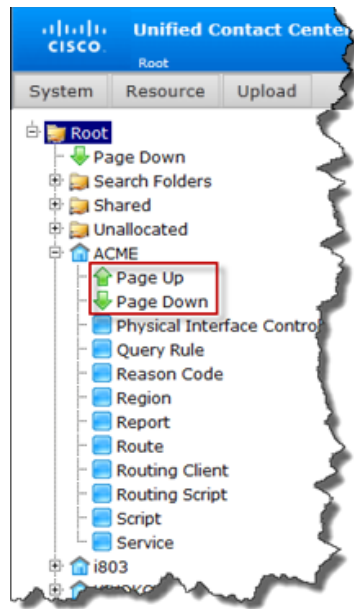 CISCO
Unified Contact Cente
Root
System Resource Upload
Root
Page Down
Search Folders
Shared
Unallocated
ACME
Page Up
Page Down
Physical Interface Contro
Query Rule
Reason Code
Region
Report
Route
Routing Client
Routing Script
Script
Service
i803